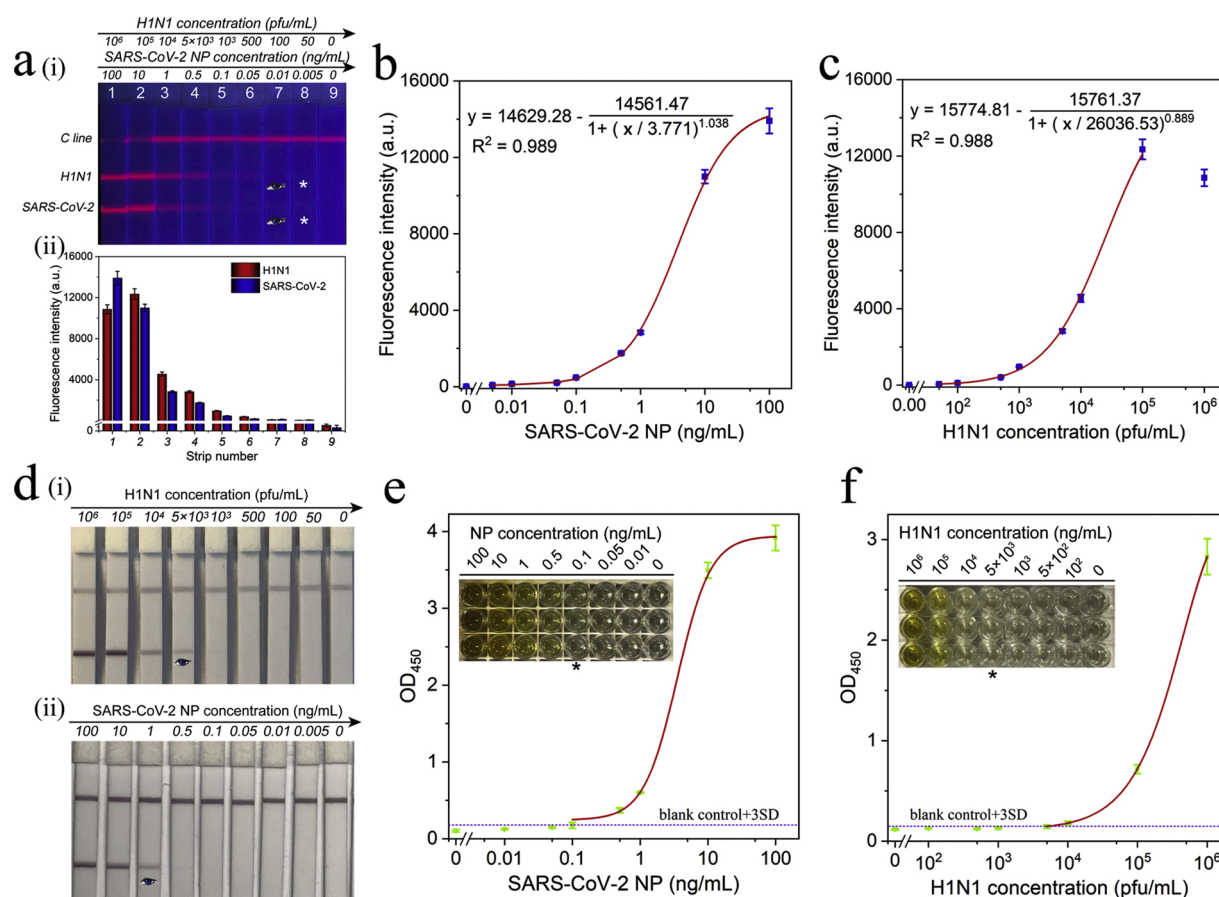 H1N1 concentration (pfu/mL)
10⁶ 10⁵ 10⁴ 5×10³ 10³ 500 100 50 0
SARS-CoV-2 NP concentration (ng/mL)
100 10 1 0.5 0.1 0.05 0.01 0.005 0
a (i)
1 2 3 4 5 6 7 8 9
C line
H1N1
*
SARS-CoV-2
*
(ii)
Fluorescence intensity (a.u.)
16000
12000
8000
4000
0
H1N1
SARS-CoV-2
1 2 3 4 5 6 7 8 9
Strip number
b
Fluorescence intensity (a.u.)
16000
12000
8000
4000
0
y = 14629.28 - 14561.47 / 1+ ( x / 3.771)^1.038
R² = 0.989
0 0.01 0.1 1 10 100
SARS-CoV-2 NP (ng/mL)
c
Fluorescence intensity (a.u.)
16000
12000
8000
4000
0
y = 15774.81 - 15761.37 / 1+ ( x / 26036.53)^0.889
R² = 0.988
0.00 10² 10³ 10⁴ 10⁵ 10⁶
H1N1 concentration (pfu/mL)
d (i)
H1N1 concentration (pfu/mL)
10⁶ 10⁵ 10⁴ 5×10³ 10³ 500 100 50 0
(ii)
SARS-CoV-2 NP concentration (ng/mL)
100 10 1 0.5 0.1 0.05 0.01 0.005 0
e
OD₄₅₀
4
3
2
1
0
NP concentration (ng/mL)
100 10 1 0.5 0.1 0.05 0.01 0
*
blank control+3SD
0 0.01 0.1 1 10 100
SARS-CoV-2 NP (ng/mL)
f
OD₄₅₀
3
2
1
0
H1N1 concentration (pfu/mL)
10⁶ 10⁵ 10⁴ 5×10³ 10³ 5×10² 10² 0
*
blank control+3SD
0 10² 10³ 10⁴ 10⁵ 10⁶
H1N1 concentration (pfu/mL)